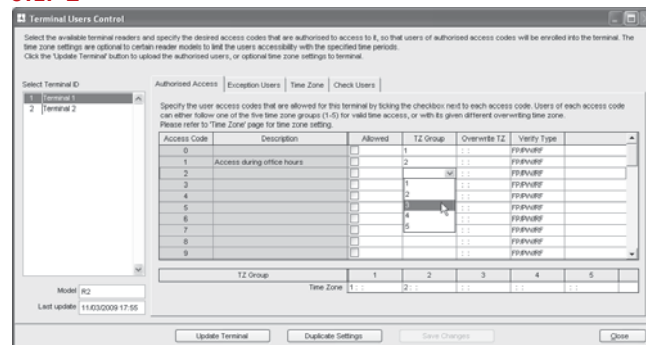 Terminal Users Control
Select the available terminal readers and specify the desired access codes that are authorised to access to it, so that users of authorised access codes will be enrolled into the terminal. The
time zone settings are optional to certain reader models to limit the users accessibility with the specified time periods.
Click the 'Update Terminal' button to upload the authorised users, or optional time zone settings to terminal.
Select Terminal ID
1 Terminal 1
2 Terminal 2
Authorised Access Exception Users Time Zone Check Users
Specify the user access codes that are allowed for this terminal by ticking the checkbox next to each access code. Users of each access code
can either follow one of the five time zone groups (1-5) for valid time access, or with its given different overwriting time zone.
Please refer to 'Time Zone' page for time zone setting.
Access Code Description Allowed TZ Group Overwrite TZ Verify Type
0 1 : : FP/PW/RF
1 Access during office hours 2 : : FP/PW/RF
2 : : FP/PW/RF
3 1 : : FP/PW/RF
4 2 : : FP/PW/RF
5 3 : : FP/PW/RF
6 4 : : FP/PW/RF
7 5 : : FP/PW/RF
8 : : FP/PW/RF
9 : : FP/PW/RF
TZ Group 1 2 3 4 5
Time Zone 1 : : 2 : : : : : : : :
Model R2
Last update 11/03/2009 17:55
Update Terminal Duplicate Settings Save Changes Close